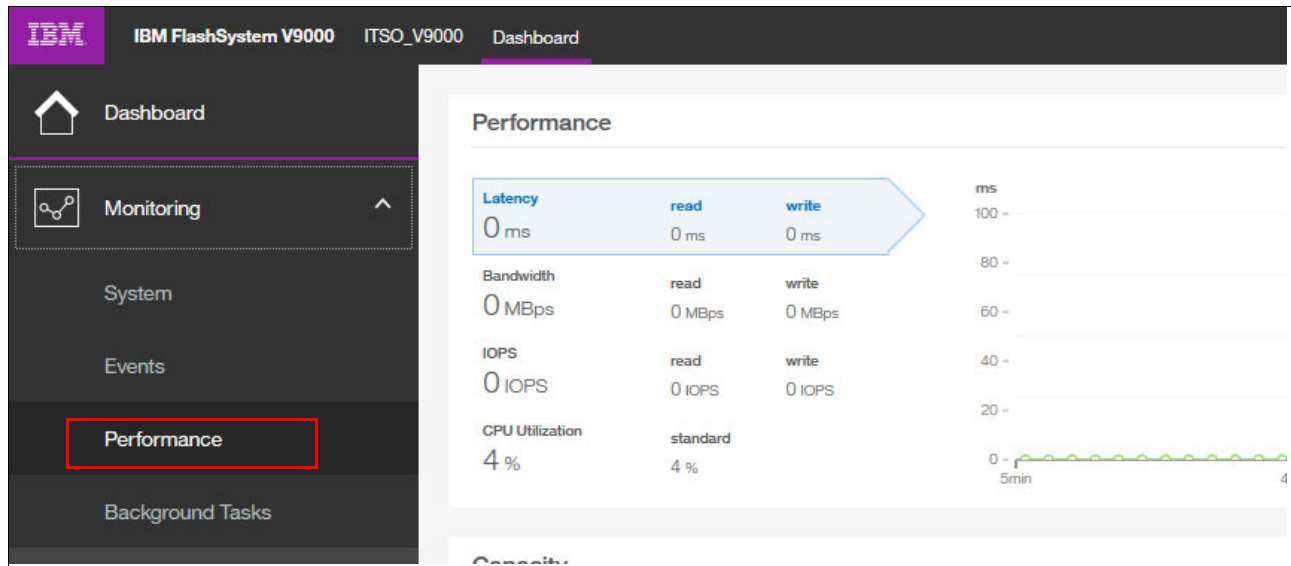 IBM IBM FlashSystem V9000 ITSO_V9000 Dashboard
Dashboard
Monitoring
System
Events
Performance
Background Tasks
Performance
Latency read write
0 ms 0 ms 0 ms
Bandwidth read write
0 MBps 0 MBps 0 MBps
IOPS read write
0 IOPS 0 IOPS 0 IOPS
CPU Utilization standard
4 % 4 %
ms
100
80
60
40
20
0
5min 4
Capacity